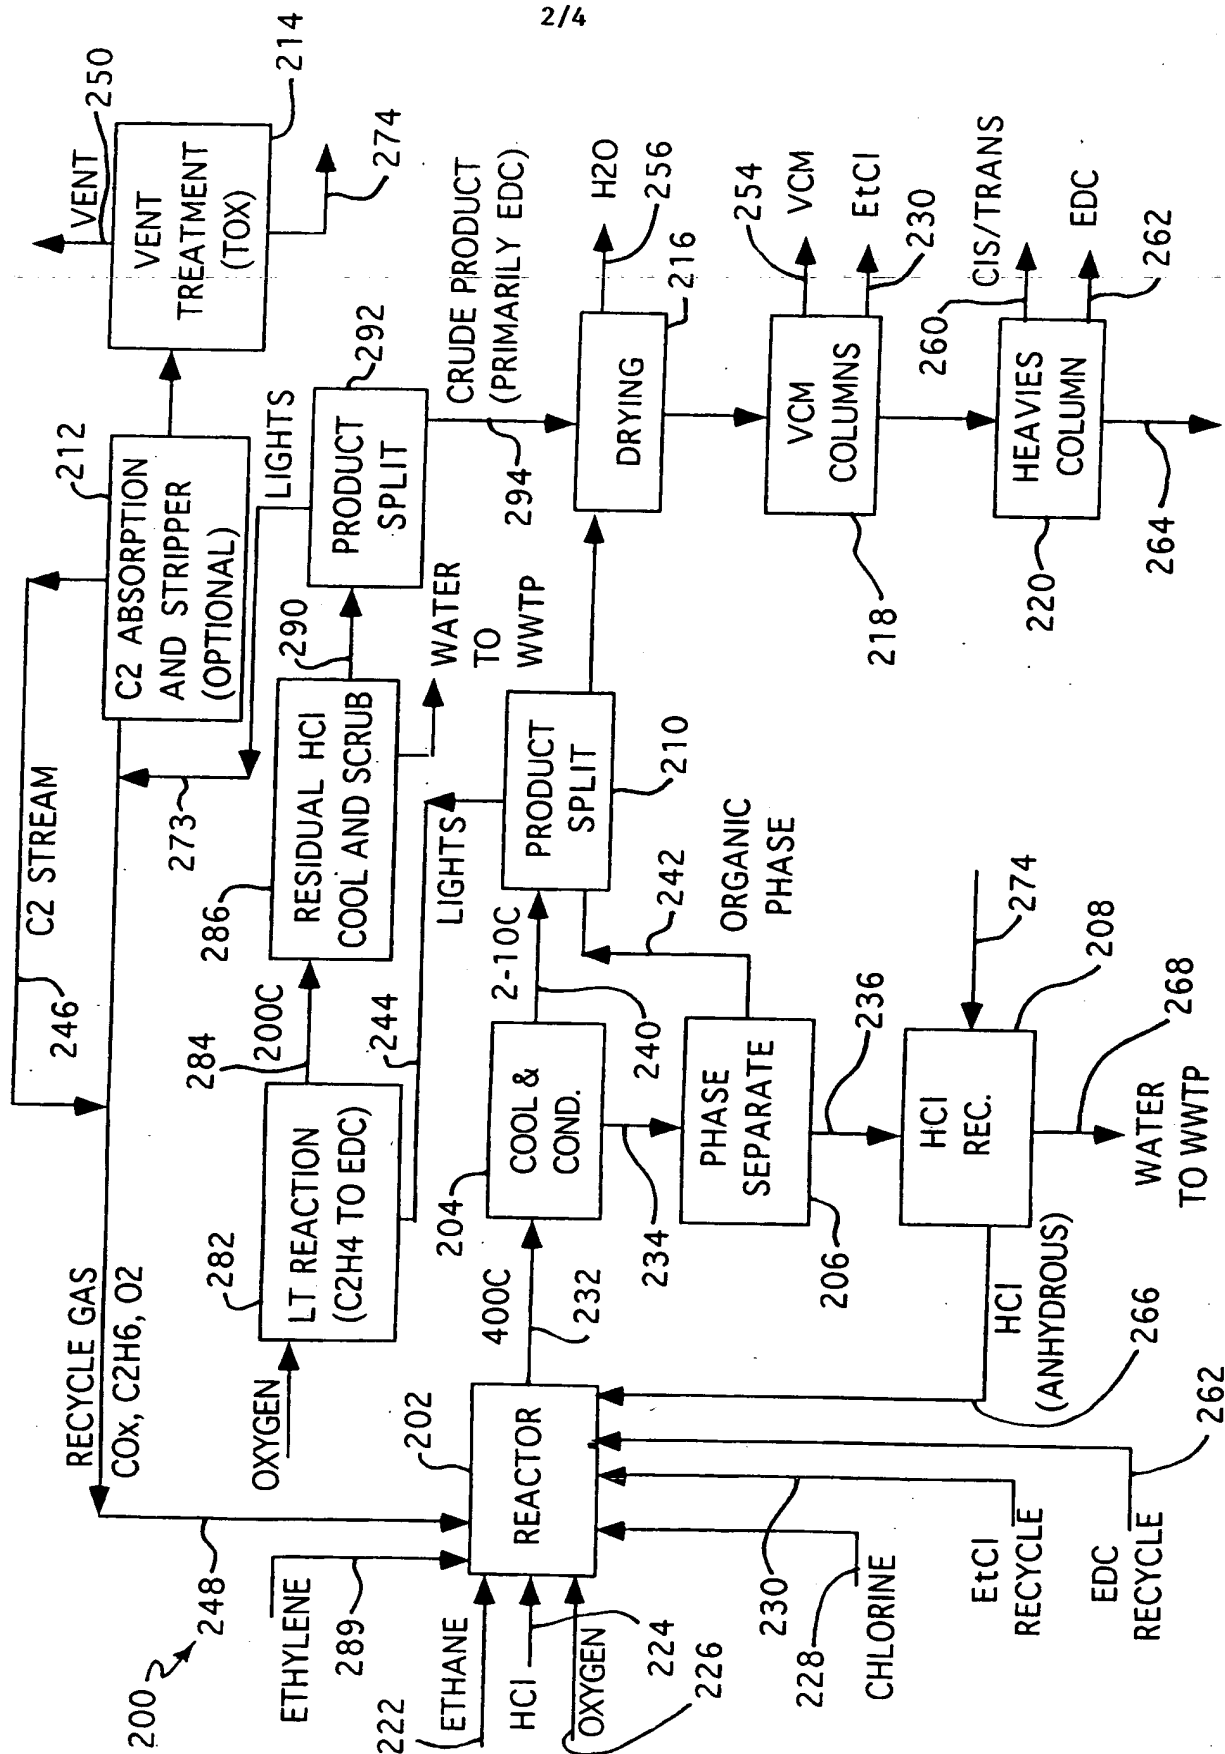 2/4
200
RECYCLE GAS
COx, C2H6, O2
246
C2 STREAM
273
C2 ABSORPTION
AND STRIPPER
(OPTIONAL)
212
VENT
250
VENT
TREATMENT
(TOX)
214
274
248
ETHYLENE
289
OXYGEN
282
LT REACTION
(C2H4 TO EDC)
284
200C
244
286
RESIDUAL HCl
COOL AND SCRUB
290
LIGHTS
PRODUCT
SPLIT
292
WATER
TO
WWTP
CRUDE PRODUCT
(PRIMARILY EDC)
294
222
ETHANE
HCl
224
OXYGEN
226
202
REACTOR
400C
232
204
COOL &
COND.
2-10C
240
LIGHTS
PRODUCT
SPLIT
210
DRYING
H2O
256
216
234
PHASE
SEPARATE
206
242
ORGANIC
PHASE
236
VCM
COLUMNS
218
254
VCM
EtCl
230
228
CHLORINE
230
EtCl
RECYCLE
EDC
RECYCLE
262
HCl
(ANHYDROUS)
266
HCl
REC.
274
208
268
WATER
TO WWTP
HEAVIES
COLUMN
220
260
CIS/TRANS
EDC
262
264